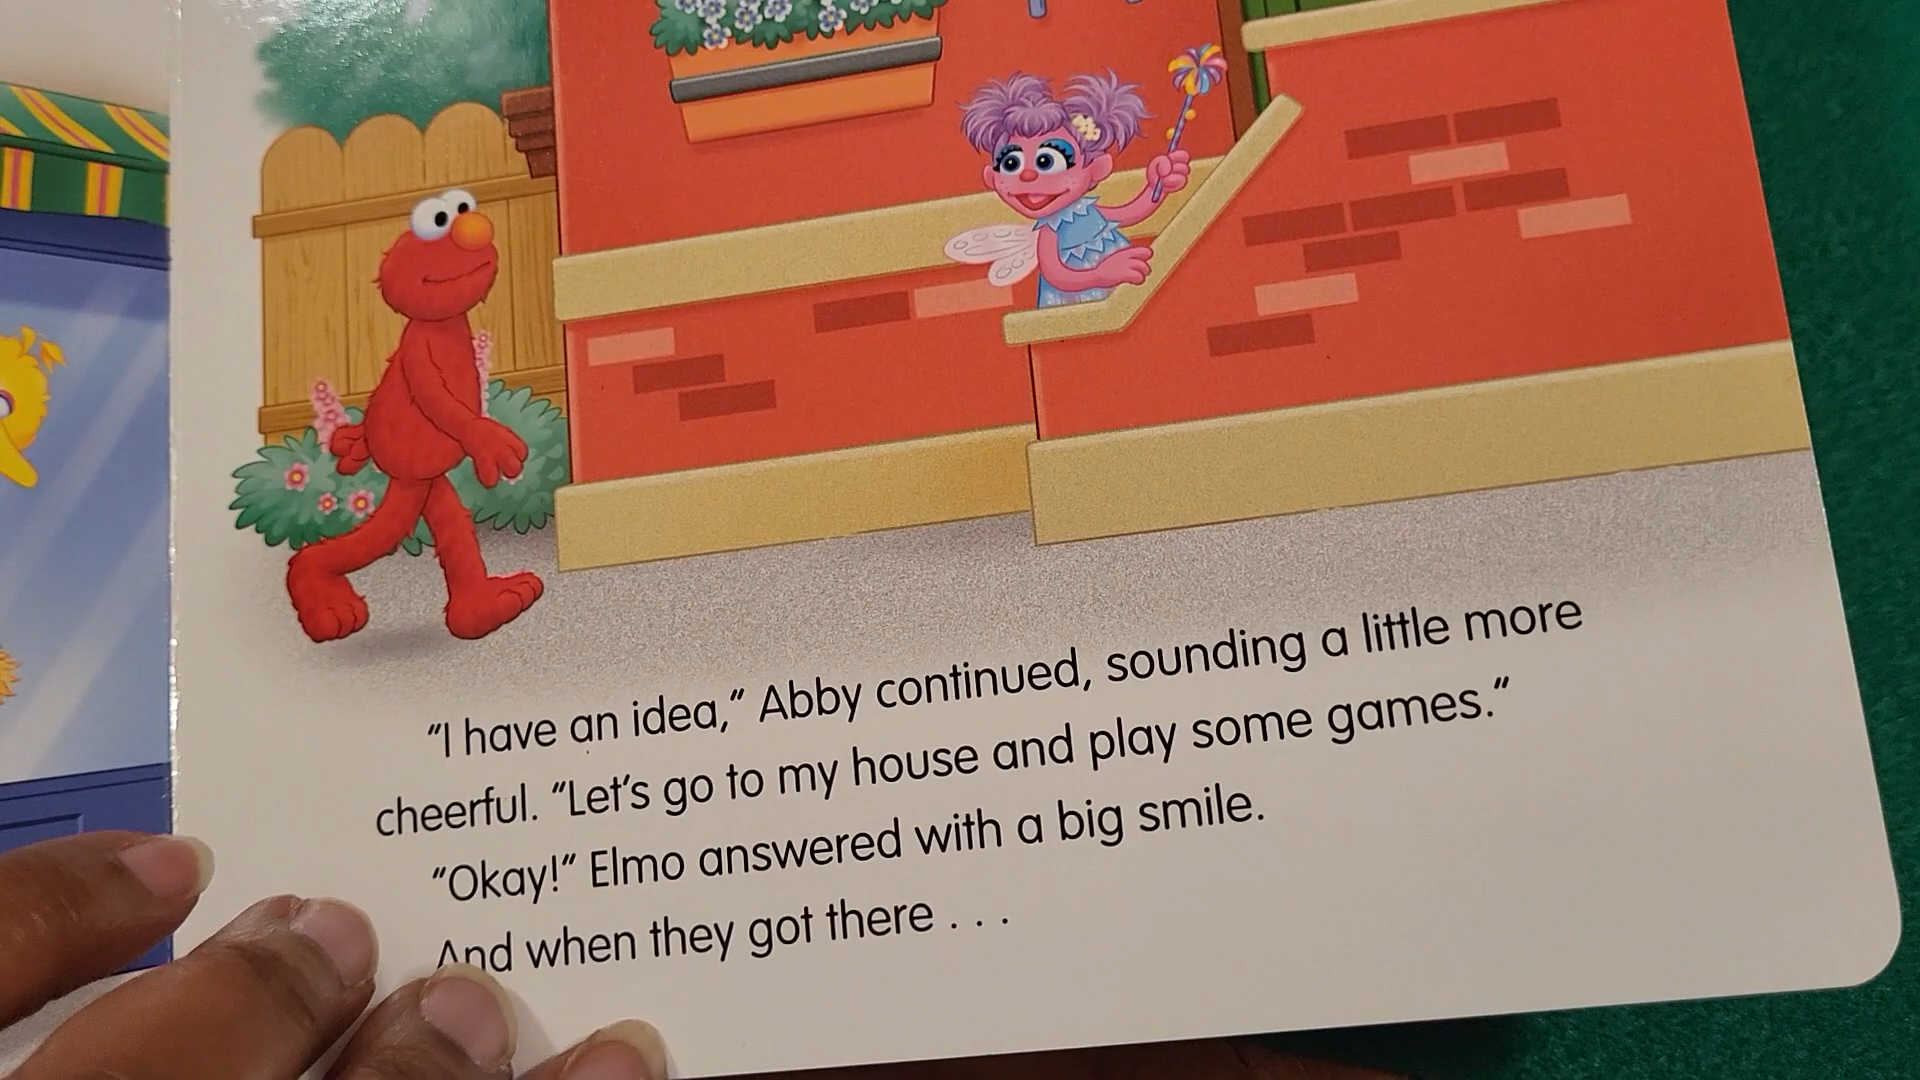 “I have an idea,” Abby continued, sounding a little more
cheerful. “Let’s go to my house and play some games.”
“Okay!” Elmo answered with a big smile.
And when they got there . . .